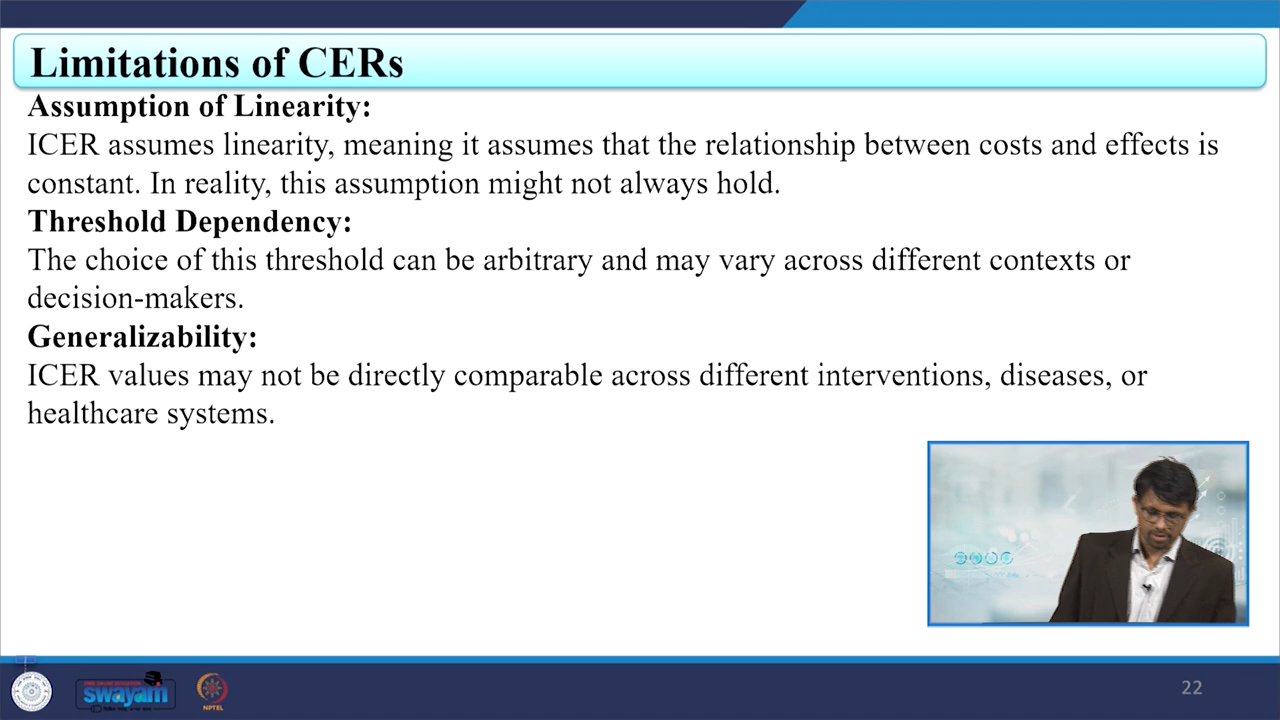 Limitations of CERs
Assumption of Linearity:
ICER assumes linearity, meaning it assumes that the relationship between costs and effects is
constant. In reality, this assumption might not always hold.
Threshold Dependency:
The choice of this threshold can be arbitrary and may vary across different contexts or
decision-makers.
Generalizability:
ICER values may not be directly comparable across different interventions, diseases, or
healthcare systems.
FREE ONLINE EDUCATION
swayam
NPTEL
22